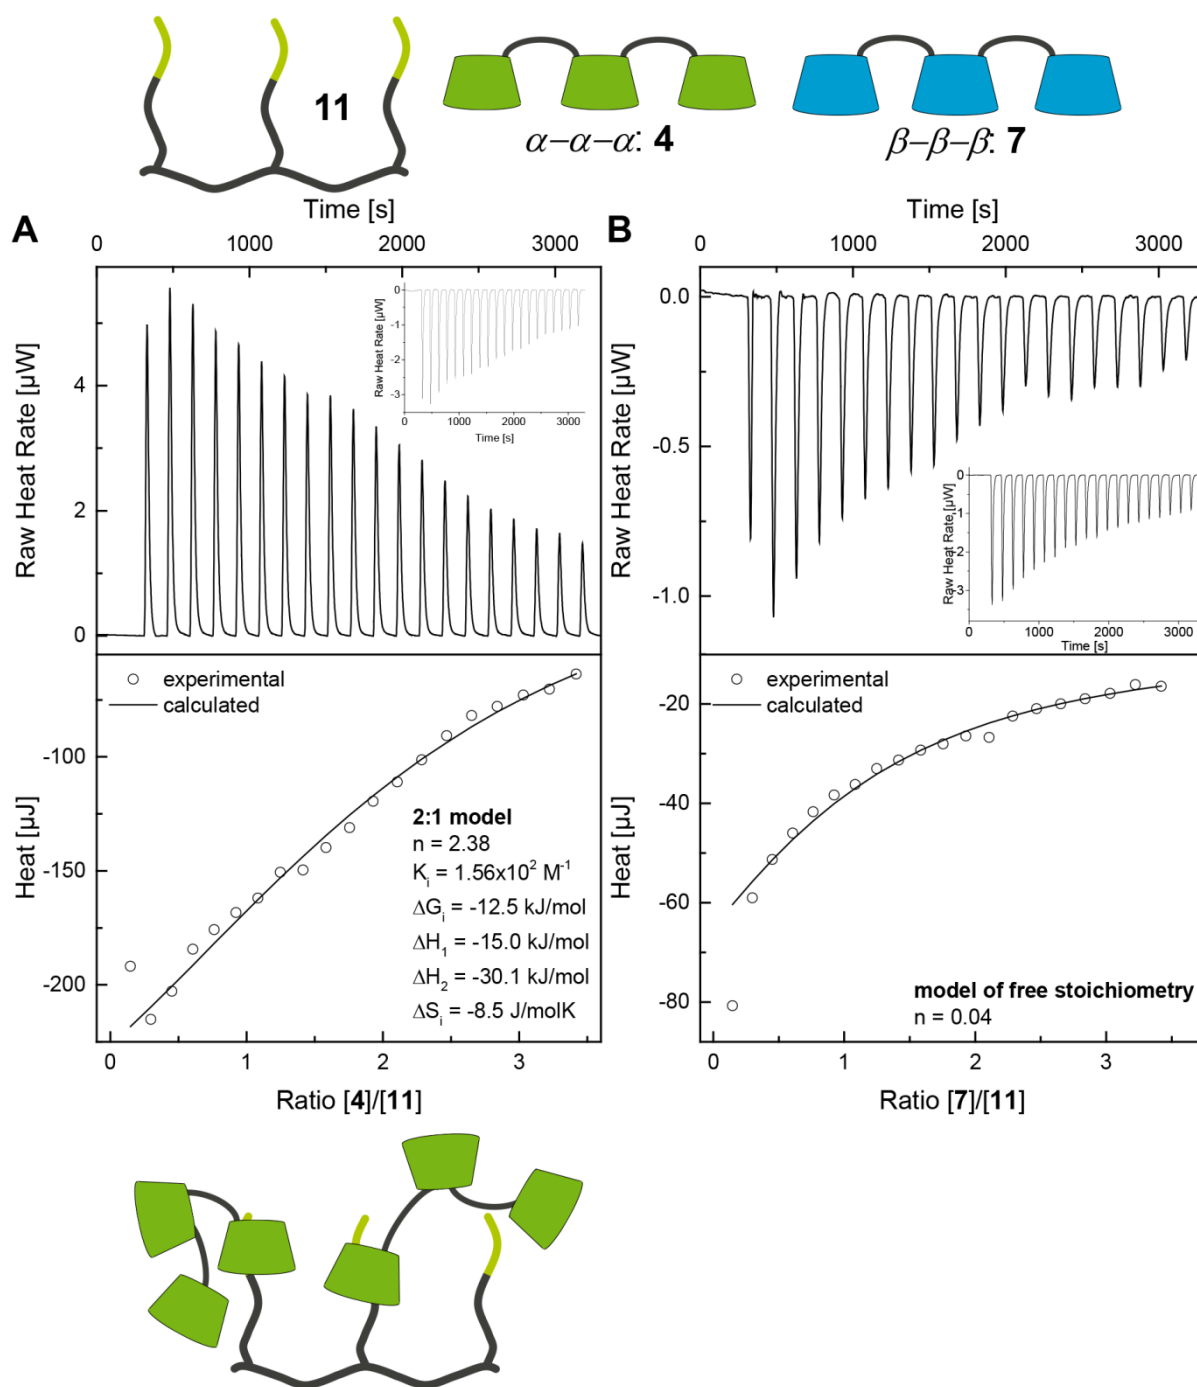 11
α–α–α: 4
β–β–β: 7
A
Time [s]
0 1000 2000 3000
Raw Heat Rate [µW]
4
2
0
Raw Heat Rate [µW]
0
-1
-2
-3
0 1000 2000 3000
Time [s]
experimental
calculated
Heat [µJ]
-100
-150
-200
2:1 model
n = 2.38
Ki = 1.56x10² M⁻¹
ΔGi = -12.5 kJ/mol
ΔH1 = -15.0 kJ/mol
ΔH2 = -30.1 kJ/mol
ΔSi = -8.5 J/molK
0 1 2 3
Ratio [4]/[11]
B
Time [s]
0 1000 2000 3000
Raw Heat Rate [µW]
0.0
-0.5
-1.0
Raw Heat Rate [µW]
0
-1
-2
-3
0 1000 2000 3000
Time [s]
experimental
calculated
Heat [µJ]
-20
-40
-60
-80
model of free stoichiometry
n = 0.04
0 1 2 3
Ratio [7]/[11]